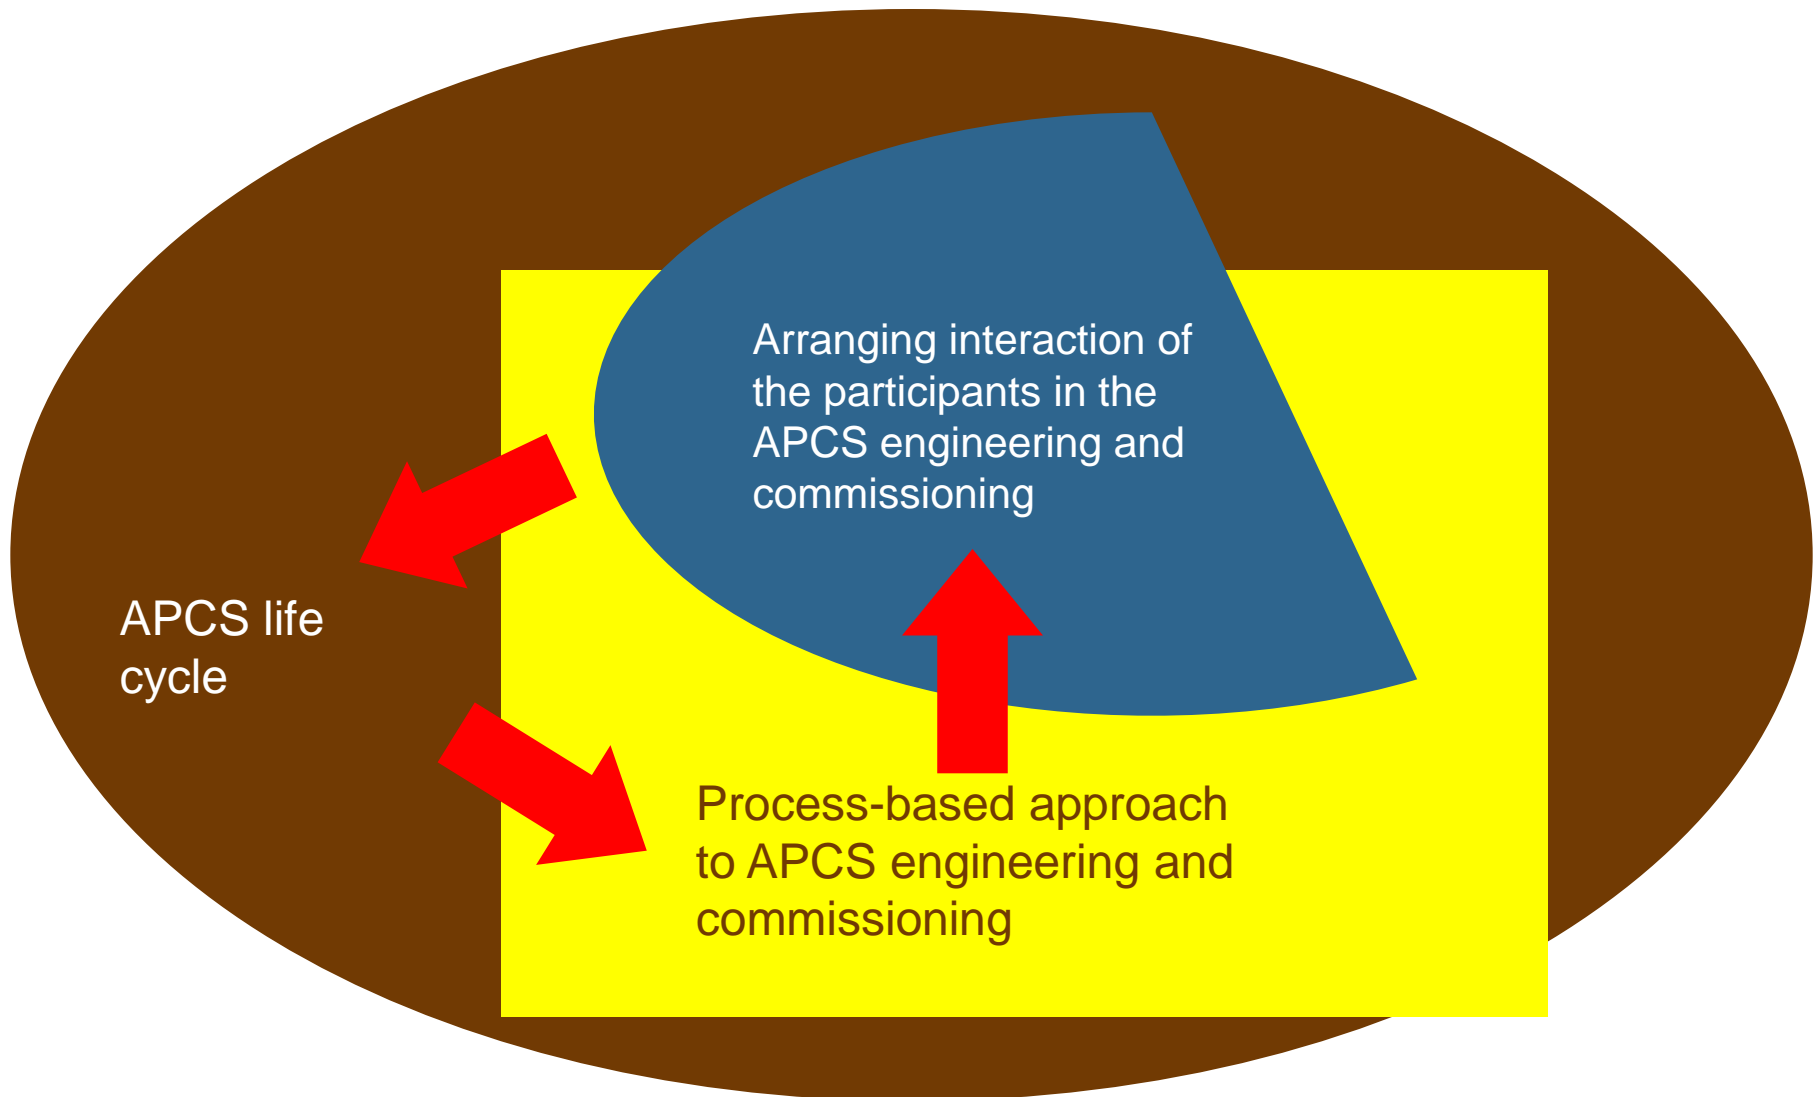 Arranging interaction of
the participants in the
APCS engineering and
commissioning
APCS life
cycle
Process-based approach
to APCS engineering and
commissioning